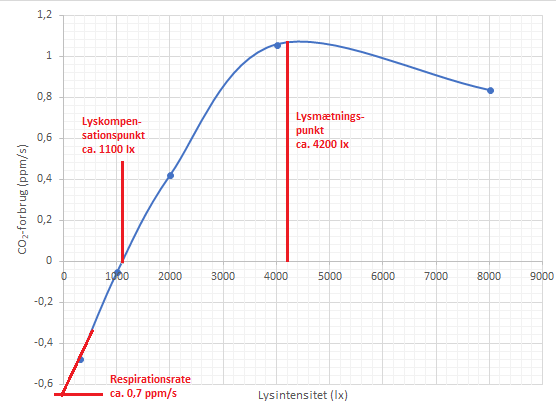 1,2
1
0,8
0,6
0,4
0,2
0
-0,2
-0,4
-0,6
CO2-forbrug (ppm/s)
Lyskompen-
sationspunkt
ca. 1100 lx
Lysmætnings-
punkt
ca. 4200 lx
0 1000 2000 3000 4000 5000 6000 7000 8000 9000
Respirationsrate
ca. 0,7 ppm/s
Lysintensitet (lx)